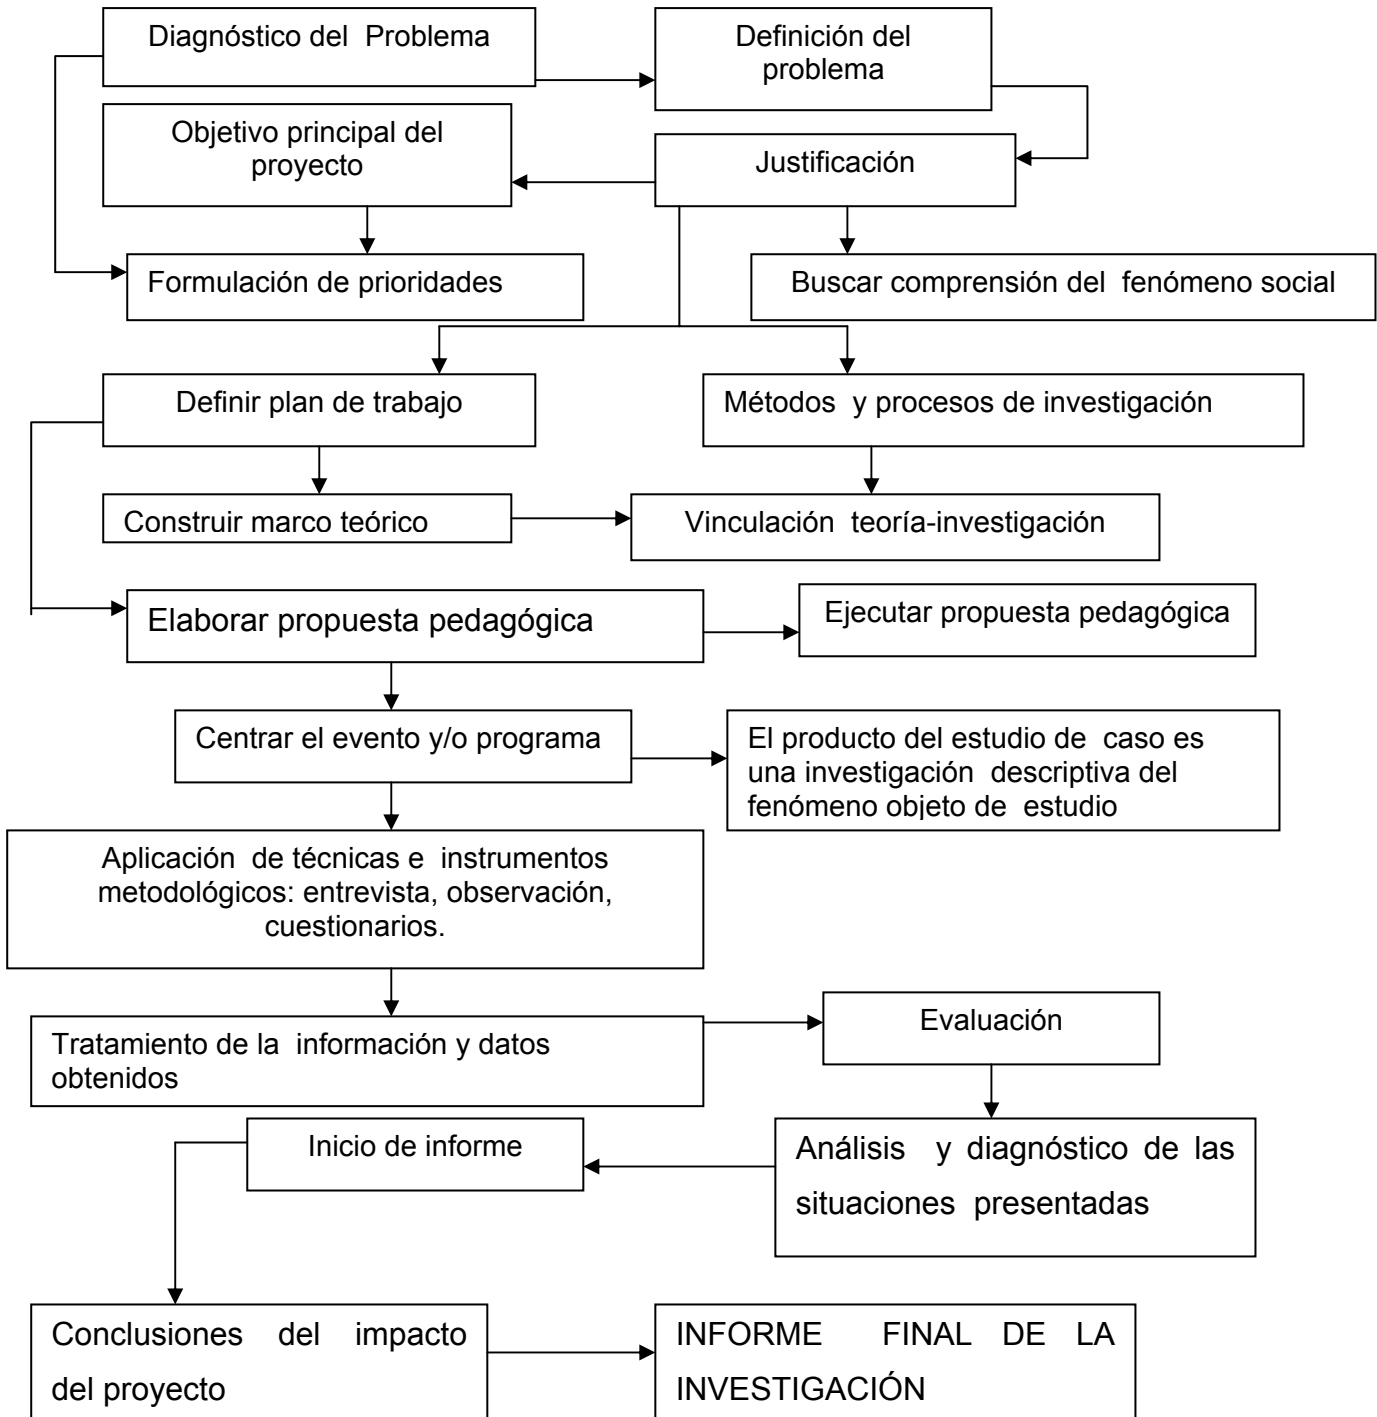 Diagnóstico del Problema
Definición del
problema
Objetivo principal del
proyecto
Justificación
Formulación de prioridades
Buscar comprensión del fenómeno social
Definir plan de trabajo
Métodos y procesos de investigación
Construir marco teórico
Vinculación teoría-investigación
Elaborar propuesta pedagógica
Ejecutar propuesta pedagógica
Centrar el evento y/o programa
El producto del estudio de caso es
una investigación descriptiva del
fenómeno objeto de estudio
Aplicación de técnicas e instrumentos
metodológicos: entrevista, observación,
cuestionarios.
Tratamiento de la información y datos
obtenidos
Evaluación
Inicio de informe
Análisis y diagnóstico de las
situaciones presentadas
Conclusiones del impacto
del proyecto
INFORME FINAL DE LA
INVESTIGACIÓN